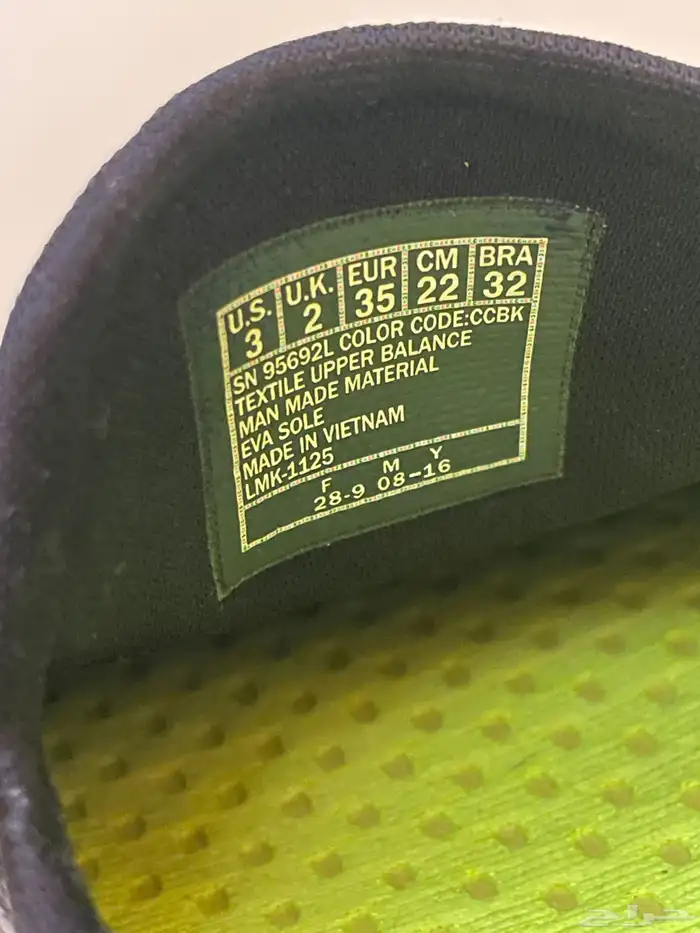 U.S. U.K. EUR CM BRA
3 2 35 22 32
SN 95692L COLOR CODE:CCBK
TEXTILE UPPER BALANCE
MAN MADE MATERIAL
EVA SOLE
MADE IN VIETNAM
LMK-1125
F M Y
28-9 08-16
حراج